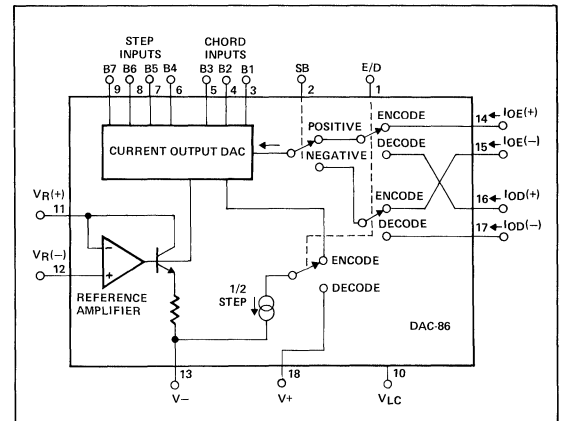 STEP INPUTS
CHORD INPUTS
B7 B6 B5 B4 B3 B2 B1 SB E/D
9 8 7 6 5 4 3 2 1
CURRENT OUTPUT DAC
POSITIVE
NEGATIVE
ENCODE
DECODE
14 IOE(+)
15 IOE(−)
ENCODE
DECODE
16 IOD(+)
17 IOD(−)
VR(+)
11
VR(−)
12
−
+
REFERENCE
AMPLIFIER
1/2
STEP
ENCODE
DECODE
DAC-86
13 18 10
V− V+ VLC